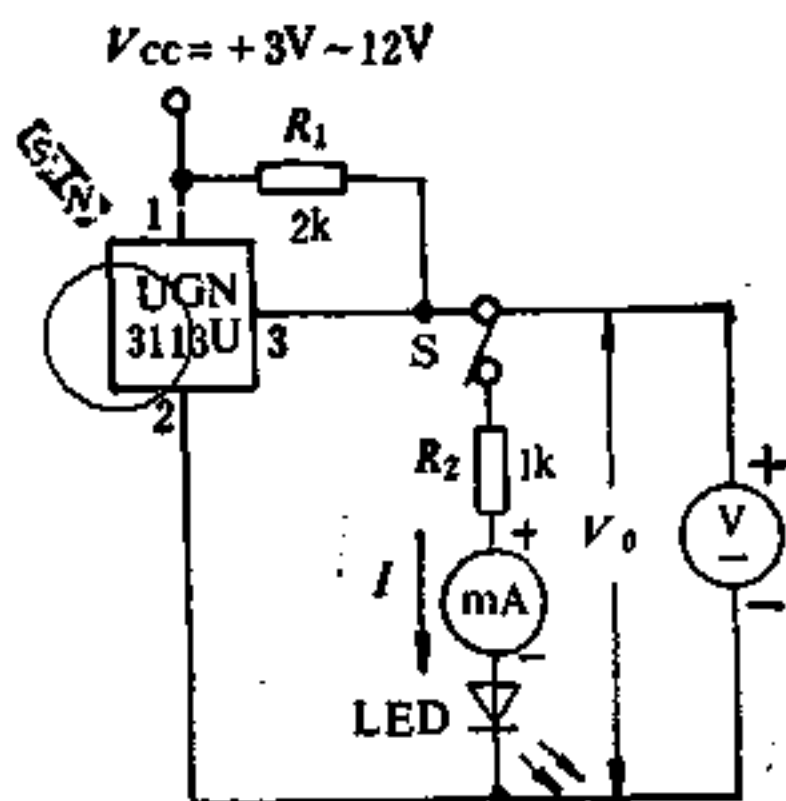 VCC = +3V ~ 12V
R1
2k
S N
1
UGN
3113U
3
2
S
R2
1k
+
mA
−
I
V0
+
V
−
−
LED